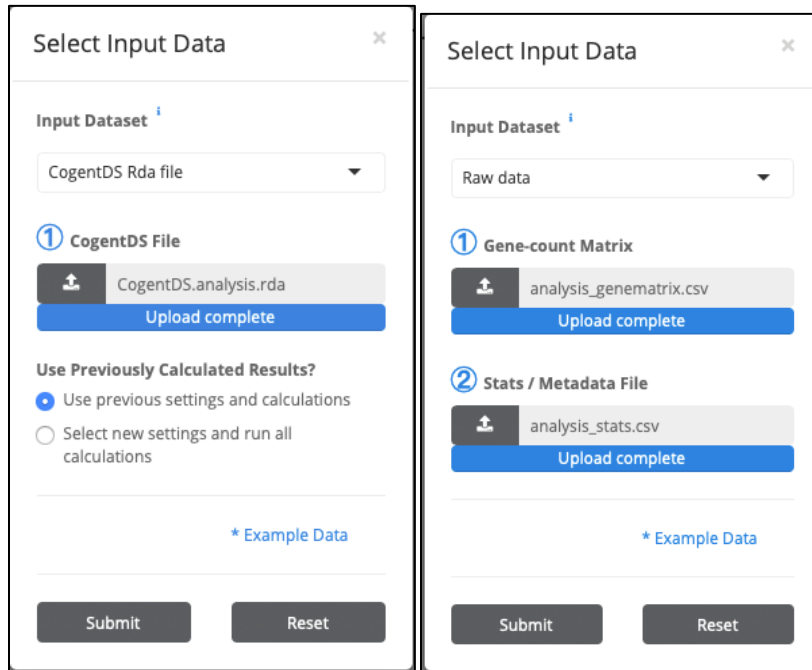 Select Input Data ×
Input Dataset i
CogentDS Rda file
① CogentDS File
CogentDS.analysis.rda
Upload complete
Use Previously Calculated Results?
Use previous settings and calculations
Select new settings and run all
calculations
* Example Data
Submit Reset
Select Input Data ×
Input Dataset i
Raw data
① Gene-count Matrix
analysis_genematrix.csv
Upload complete
② Stats / Metadata File
analysis_stats.csv
Upload complete
* Example Data
Submit Reset